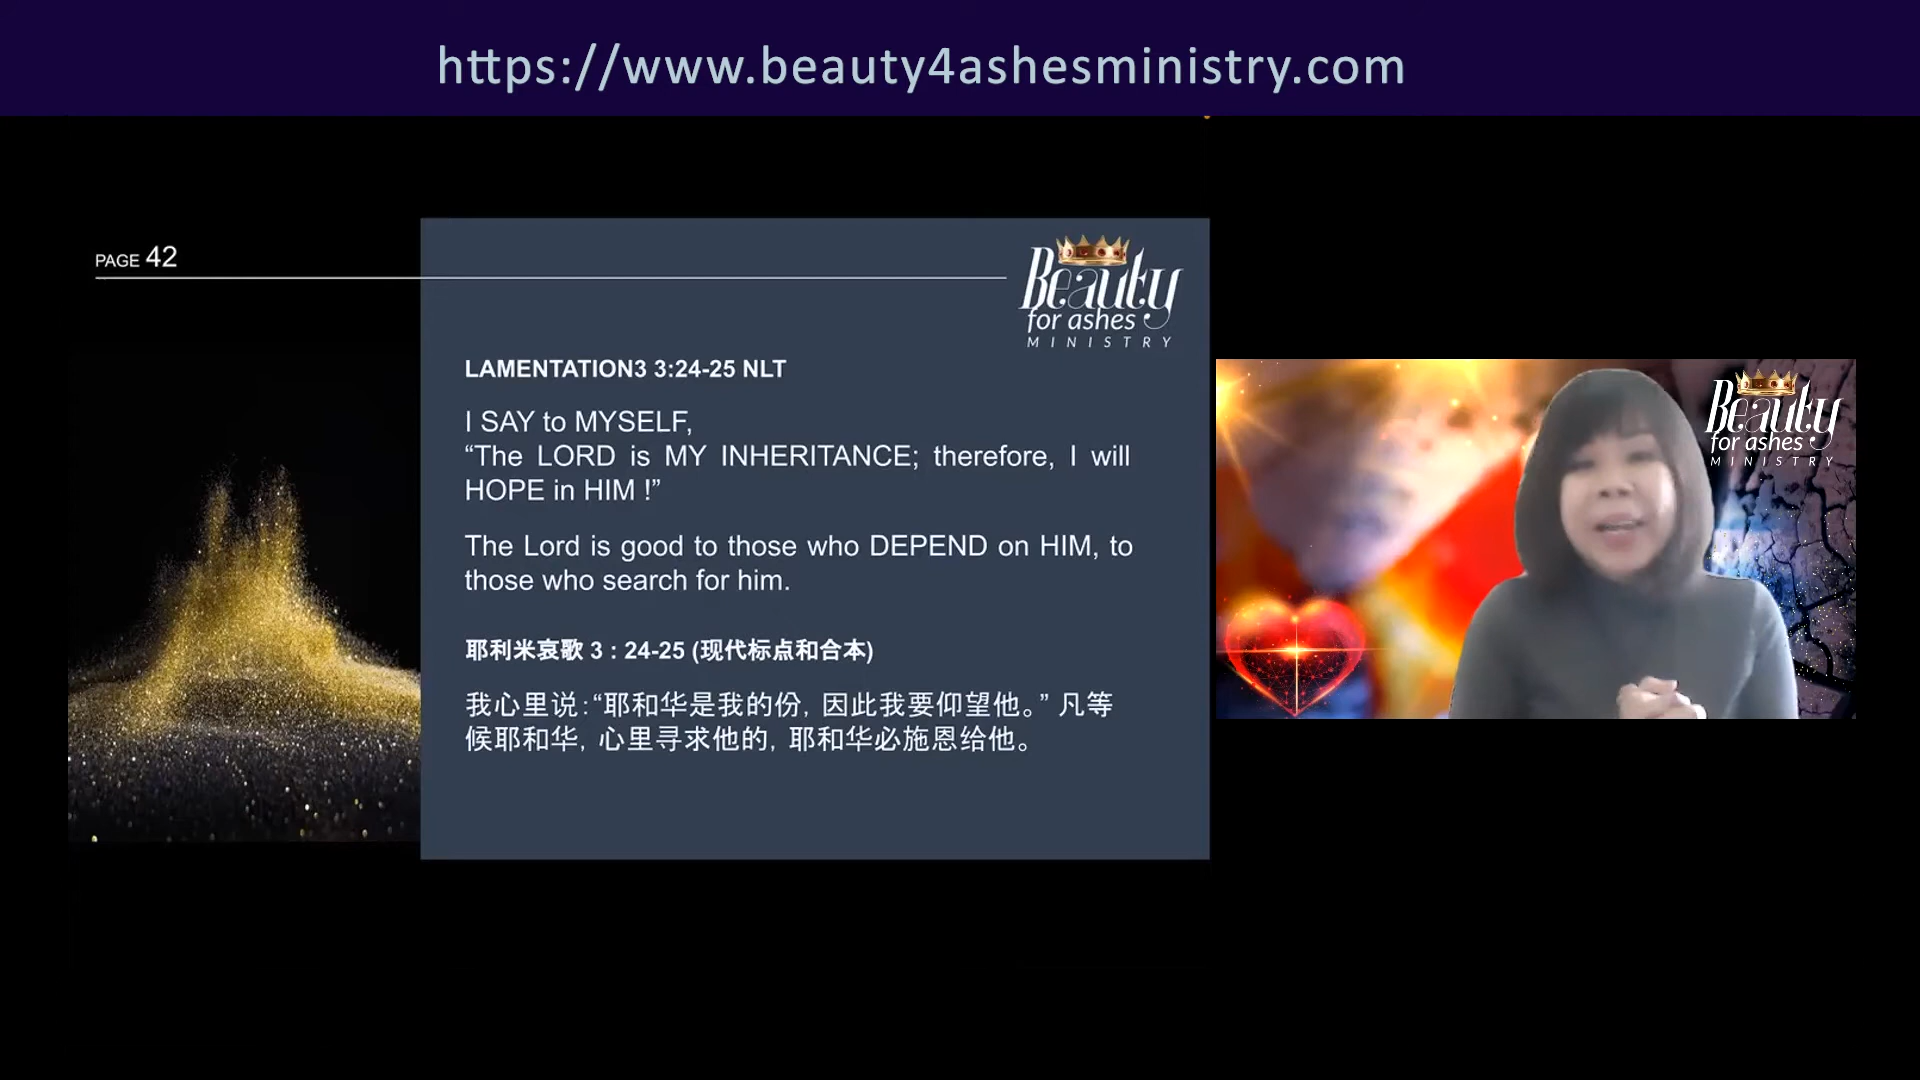 https://www.beauty4ashesministry.com
PAGE 42
Beauty
for ashes
MINISTRY
LAMENTATION3 3:24-25 NLT
I SAY to MYSELF,
“The LORD is MY INHERITANCE; therefore, I will
HOPE in HIM !”
The Lord is good to those who DEPEND on HIM, to
those who search for him.
耶利米哀歌 3 : 24-25 (现代标点和合本)
我心里说：“耶和华是我的份，因此我要仰望他。” 凡等
候耶和华，心里寻求他的，耶和华必施恩给他。
Beauty
for ashes
MINISTRY